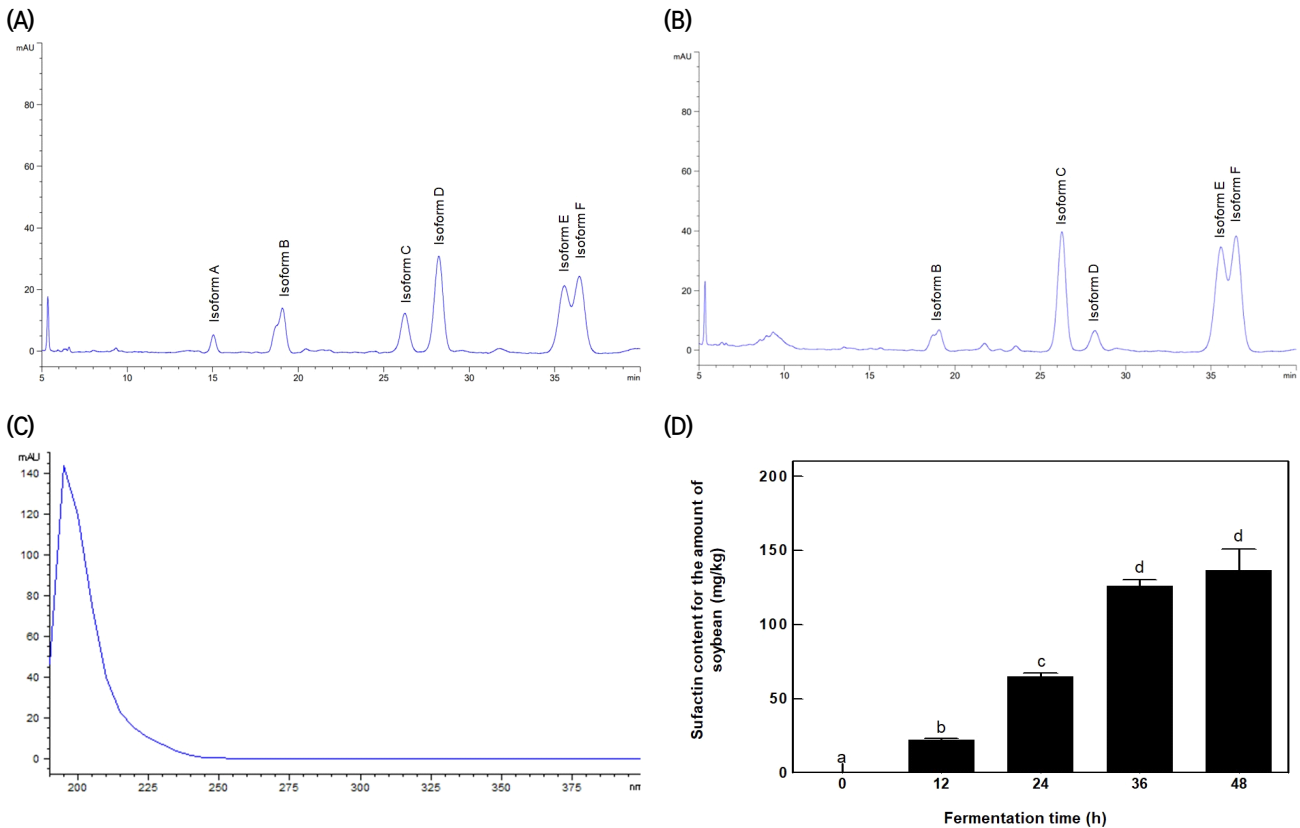 (A)
mAU
80
60
40
20
0
Isoform A
Isoform B
Isoform C
Isoform D
Isoform E
Isoform F
5 10 15 20 25 30 35 min
(B)
mAU
80
60
40
20
0
Isoform B
Isoform C
Isoform D
Isoform E
Isoform F
5 10 15 20 25 30 35 min
(C)
mAU
140
120
100
80
60
40
20
0
200 225 250 275 300 325 350 375
(D)
Sufactin content for the amount of
soybean (mg/kg)
200
150
100
50
0
a
b
c
d
d
0 12 24 36 48
Fermentation time (h)